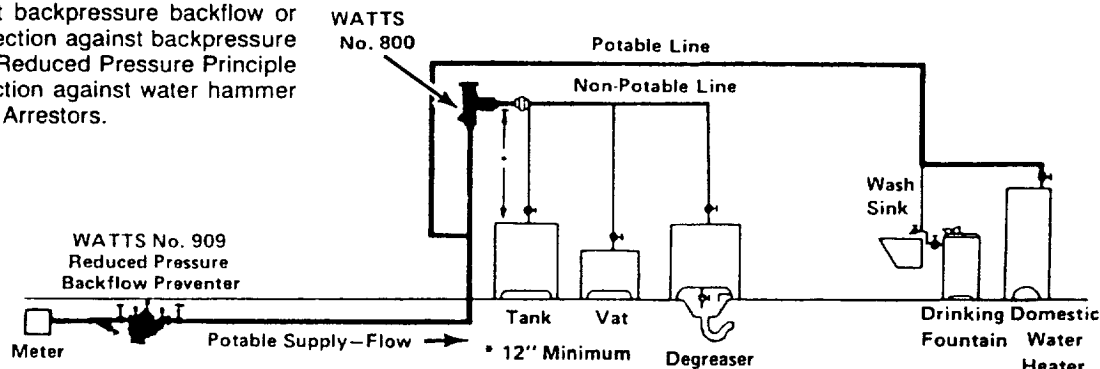 t backpressure backflow or
ection against backpressure
Reduced Pressure Principle
ction against water hammer
Arrestors.
WATTS
No. 800
Potable Line
Non-Potable Line
Wash
Sink
WATTS No. 909
Reduced Pressure
Backflow Preventer
Meter
Potable Supply—Flow
Tank
Vat
* 12" Minimum
Degreaser
Drinking
Fountain
Domestic
Water
Heater